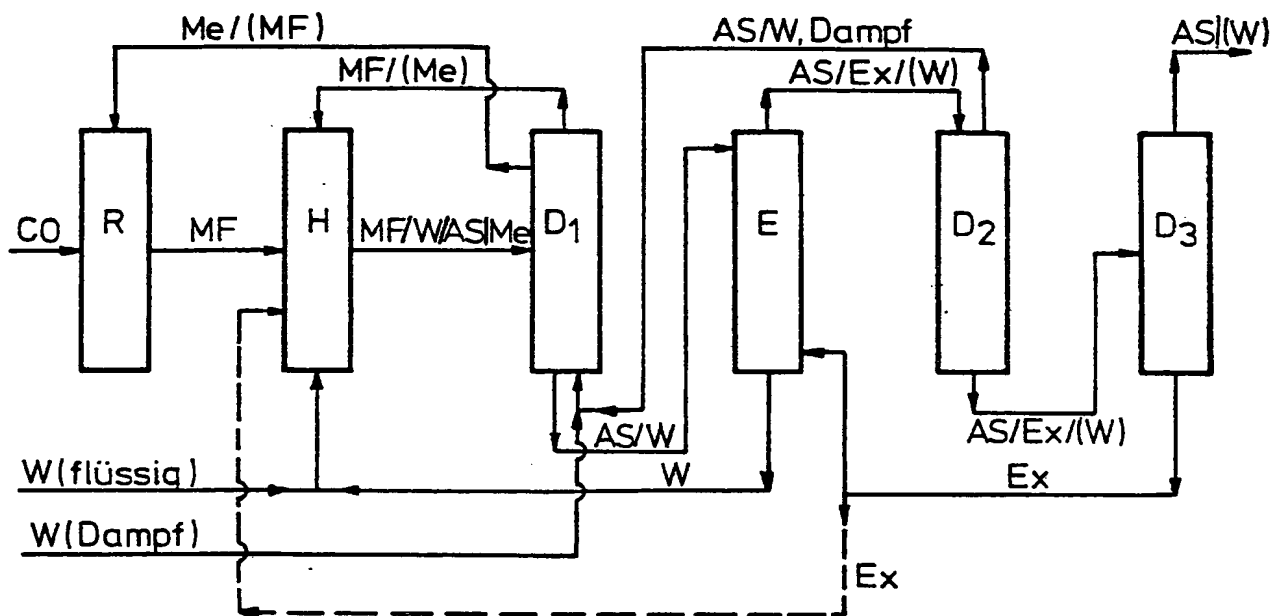 Me/(MF)
AS/W, Dampf
AS/(W)
MF/(Me)
AS/Ex/(W)
R
H
D1
E
D2
D3
CO
MF
MF/W/AS/Me
AS/W
AS/Ex/(W)
W(flüssig)
W
Ex
W(Dampf)
Ex